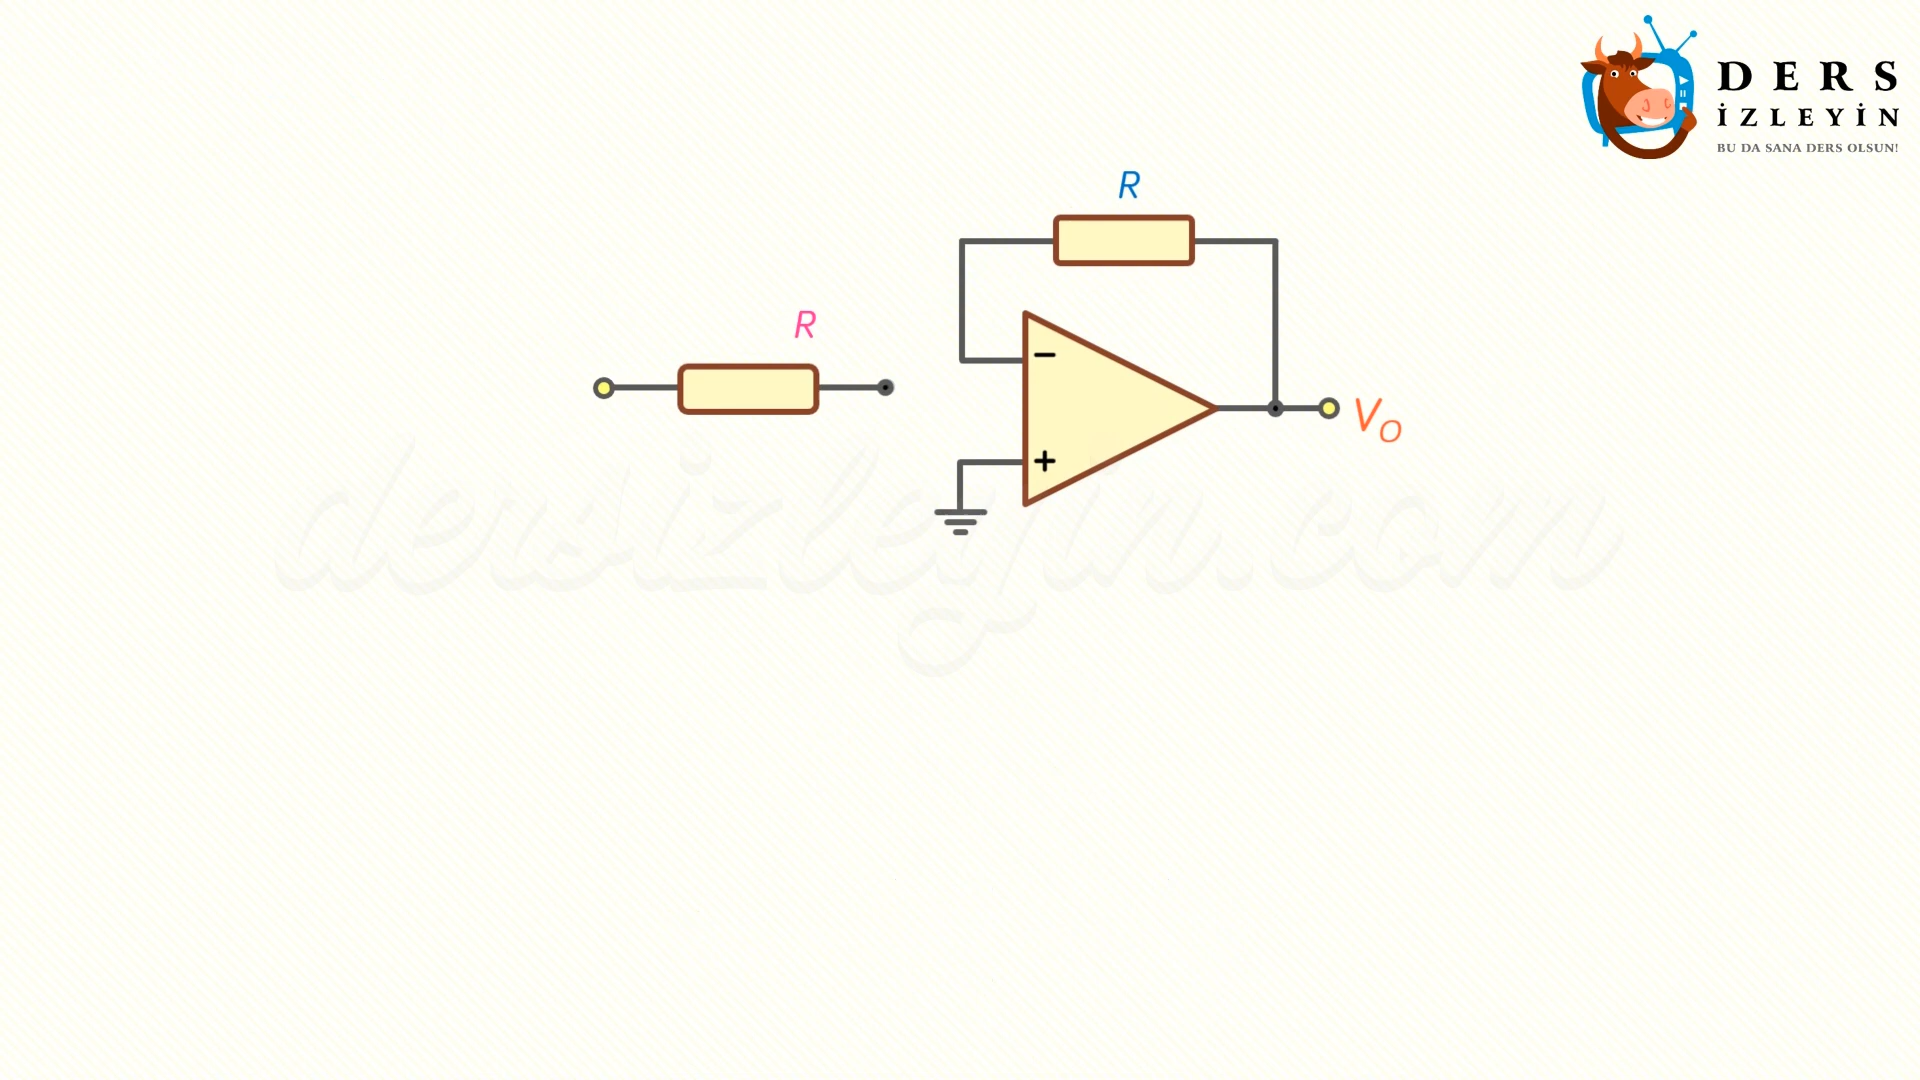 DERS
İZLEYİN
BU DA SANA DERS OLSUN!
R
R
−
+
VO
dersizleyin.com